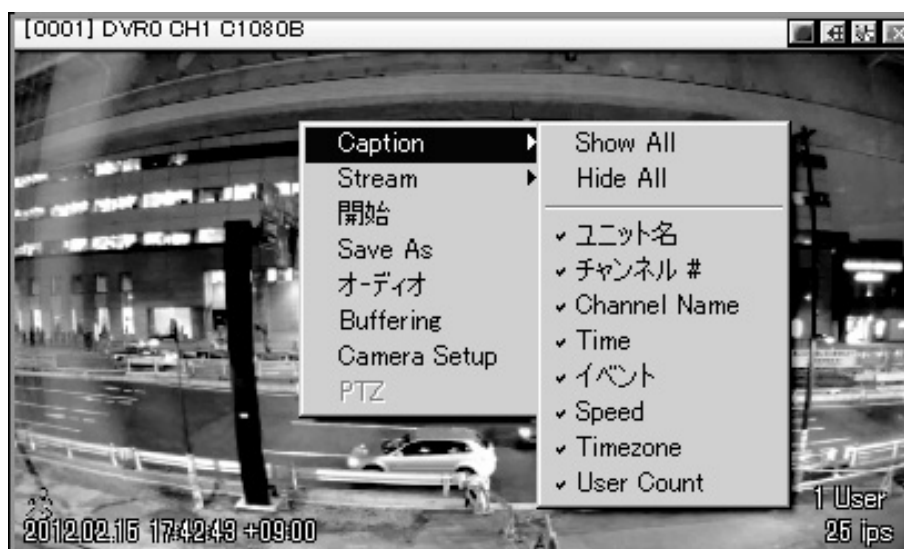 [0001] DVR0 CH1 C1080B
Caption
Stream
開始
Save As
オーディオ
Buffering
Camera Setup
PTZ
Show All
Hide All
ユニット名
チャンネル #
Channel Name
Time
イベント
Speed
Timezone
User Count
2012.02.15 17:42:43 +09:00
1 User
25 ips